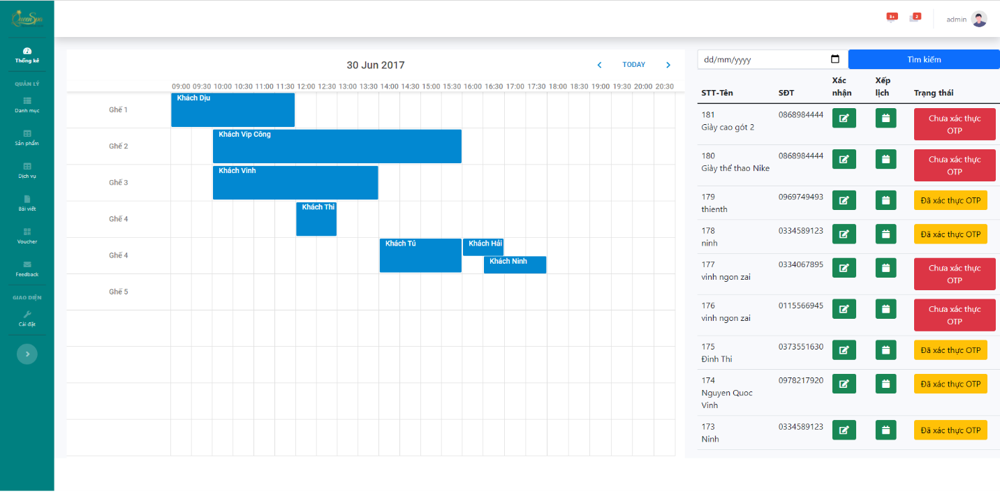 QueenSpa
3+
2
admin
Thống kê
QUẢN LÝ
Danh mục
Sản phẩm
Dịch vụ
Bài viết
Voucher
Feedback
GIAO DIỆN
Cài đặt
30 Jun 2017
TODAY
09:00 09:30 10:00 10:30 11:00 11:30 12:00 12:30 13:00 13:30 14:00 14:30 15:00 15:30 16:00 16:30 17:00 17:30 18:00 18:30 19:00 19:30 20:00 20:30
Ghế 1
Khách Dịu
Ghế 2
Khách Vip Công
Ghế 3
Khách Vinh
Ghế 4
Khách Thi
Ghế 4
Khách Tú
Khách Hải
Khách Ninh
Ghế 5
dd/mm/yyyy
Tìm kiếm
STT-Tên SĐT Xác nhận Xếp lịch Trạng thái
181
Giày cao gót 2
0868984444
Chưa xác thực
OTP
180
Giày thể thao Nike
0868984444
Chưa xác thực
OTP
179
thienth
0969749493
Đã xác thực OTP
178
ninh
0334589123
Đã xác thực OTP
177
vinh ngon zai
0334067895
Chưa xác thực
OTP
176
vinh ngon zai
0115566945
Chưa xác thực
OTP
175
Đinh Thi
0373551630
Đã xác thực OTP
174
Nguyen Quoc
Vinh
0978217920
Đã xác thực OTP
173
Ninh
0334589123
Đã xác thực OTP